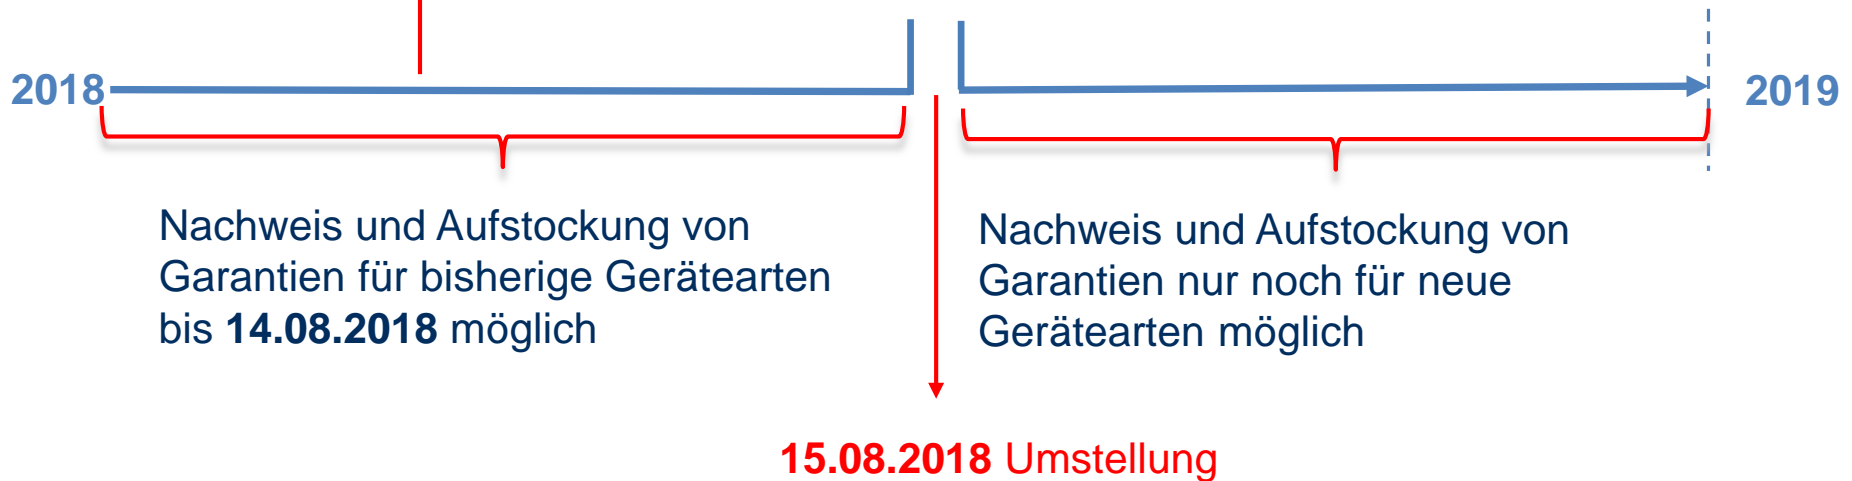 2018
2019
Nachweis und Aufstockung von
Garantien für bisherige Gerätearten
bis 14.08.2018 möglich
Nachweis und Aufstockung von
Garantien nur noch für neue
Gerätearten möglich
15.08.2018 Umstellung